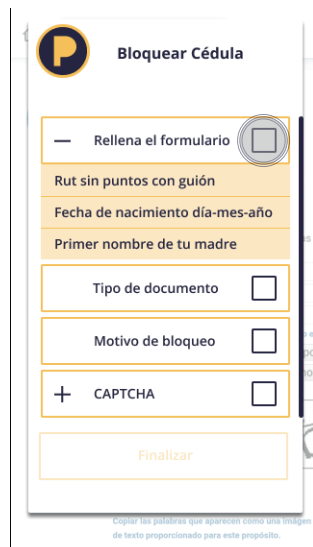 P
Bloquear Cédula
Rellena el formulario
Rut sin puntos con guión
Fecha de nacimiento día-mes-año
Primer nombre de tu madre
Tipo de documento
Motivo de bloqueo
CAPTCHA
Finalizar
Copiar las palabras que aparecen como una imagen
de texto proporcionado para este propósito.